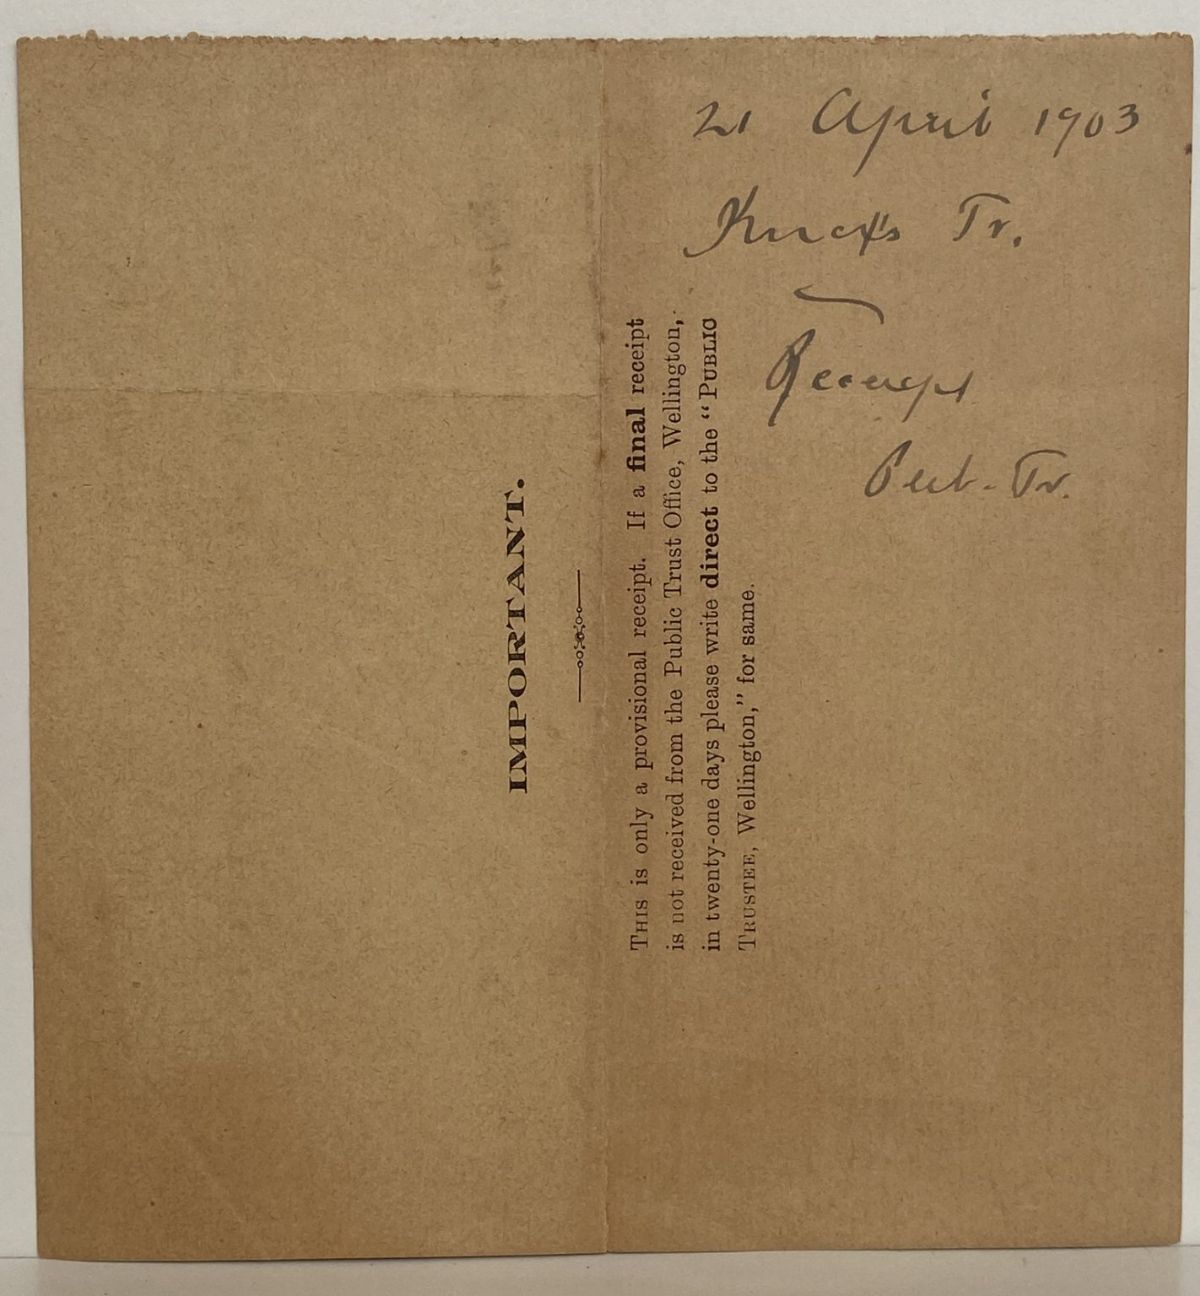 21 April 1903
Tr.
Receipt
Pub. Tr.
IMPORTANT.
THIS is only a provisional receipt. If a final receipt
is not received from the Public Trust Office, Wellington,
in twenty-one days please write direct to the “PUBLIC
TRUSTEE, Wellington,” for same.